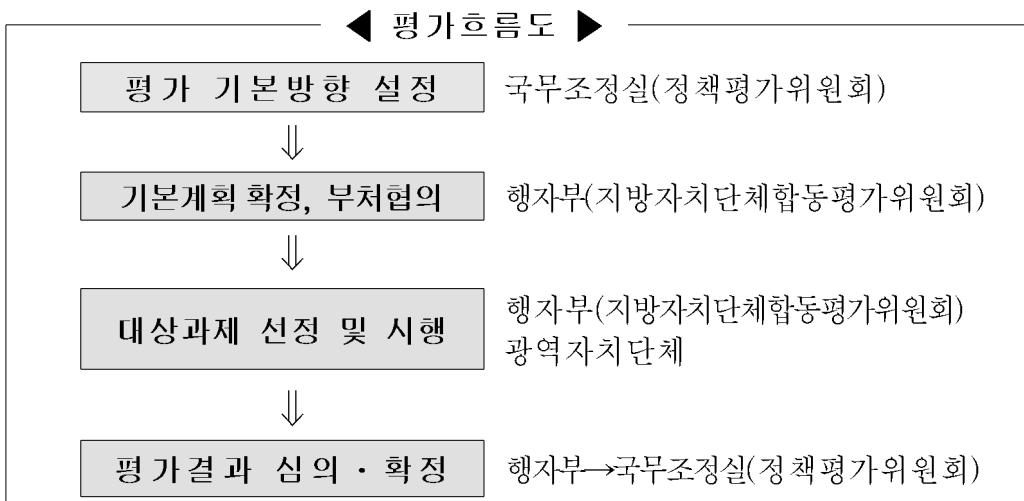 ◀ 평가흐름도 ▶
평가 기본방향 설정 국무조정실(정책평가위원회)
⇓
기본계획 확정, 부처협의 행자부(지방자치단체합동평가위원회)
⇓
대상과제 선정 및 시행 행자부(지방자치단체합동평가위원회)
광역자치단체
⇓
평가결과 심의·확정 행자부→국무조정실(정책평가위원회)